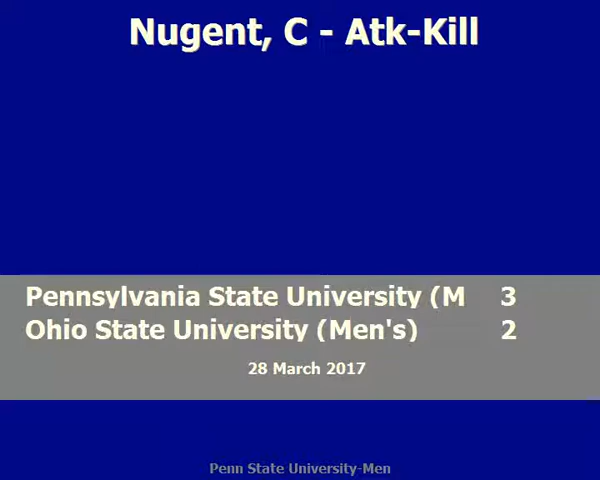 Nugent, C - Atk-Kill
Pennsylvania State University (M 3
Ohio State University (Men's) 2
28 March 2017
Penn State University-Men